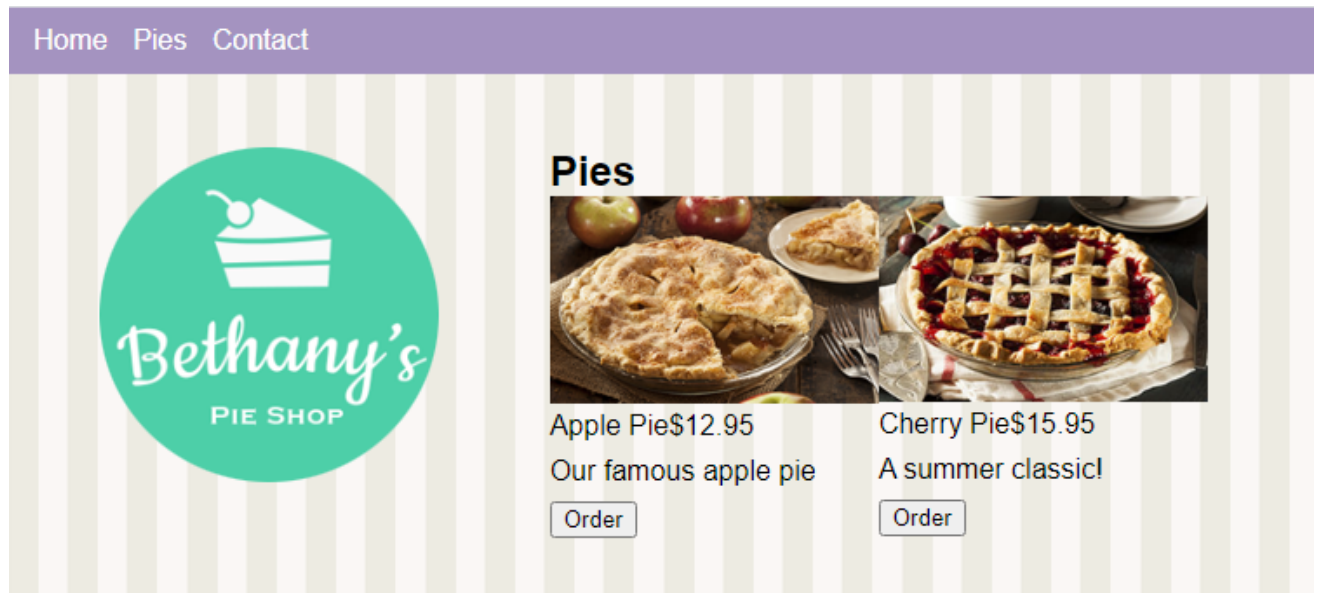 Home Pies Contact
Bethany's
PIE SHOP
Pies
Apple Pie$12.95
Our famous apple pie
Order
Cherry Pie$15.95
A summer classic!
Order